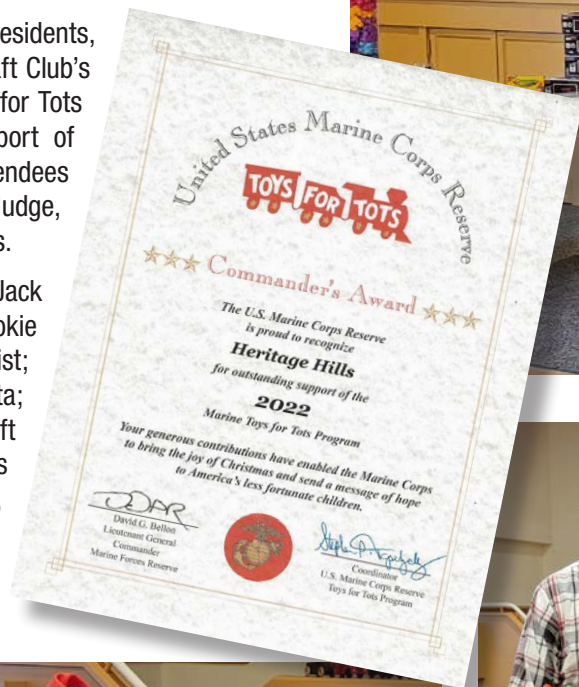 esidents,
aft Club's
for Tots
port of
endees
udge,
s.
Jack
okie
ist;
ta;
ft
s
United States Marine Corps Reserve
TOYS FOR TOTS
Commander's Award
The U.S. Marine Corps Reserve
is proud to recognize
Heritage Hills
for outstanding support of the
2022
Marine Toys for Tots Program
Your generous contributions have enabled the Marine Corps
to bring the joy of Christmas and send a message of hope
to America's less fortunate children.
David G. Bellon
Lieutenant General
Commander
Marine Forces Reserve
Coordinator
U.S. Marine Corps Reserve
Toys for Tots Program